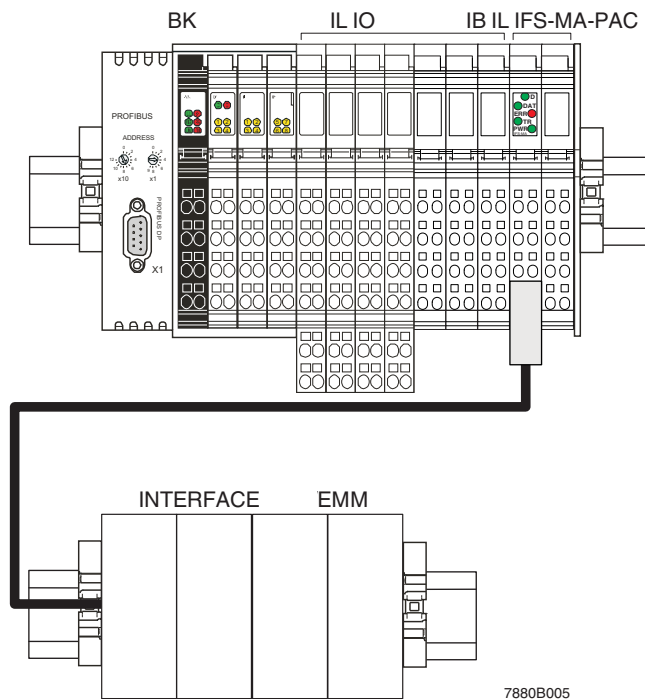 BK IL IO IB IL IFS-MA-PAC
PROFIBUS
ADDRESS
x10 x1
PROFIBUS DP
X1
D
DAT
ERR
TR
PWR
INTERFACE EMM
7880B005